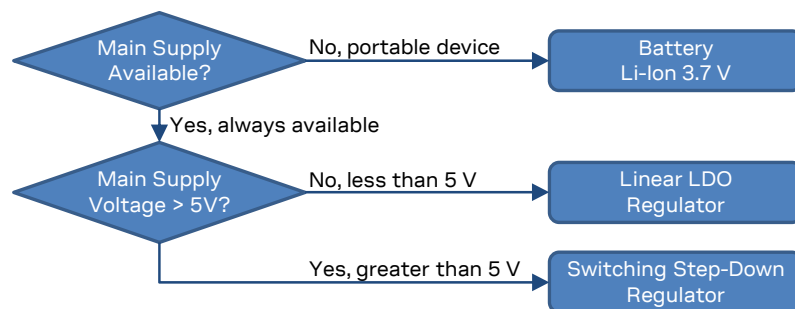 Main Supply
Available?
No, portable device
Battery
Li-Ion 3.7 V
Yes, always available
Main Supply
Voltage > 5V?
No, less than 5 V
Linear LDO
Regulator
Yes, greater than 5 V
Switching Step-Down
Regulator